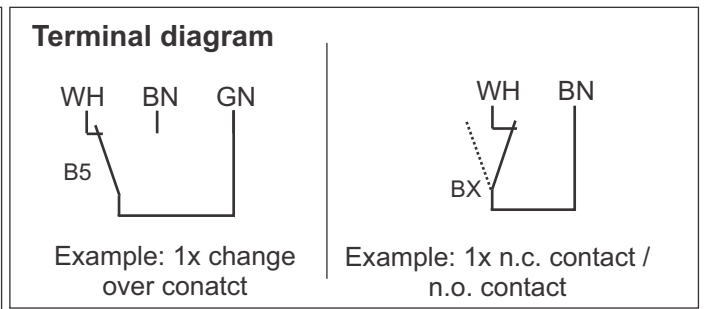 Terminal diagram
WH BN GN
B5
Example: 1x change
over conatct
WH BN
BX
Example: 1x n.c. contact /
n.o. contact